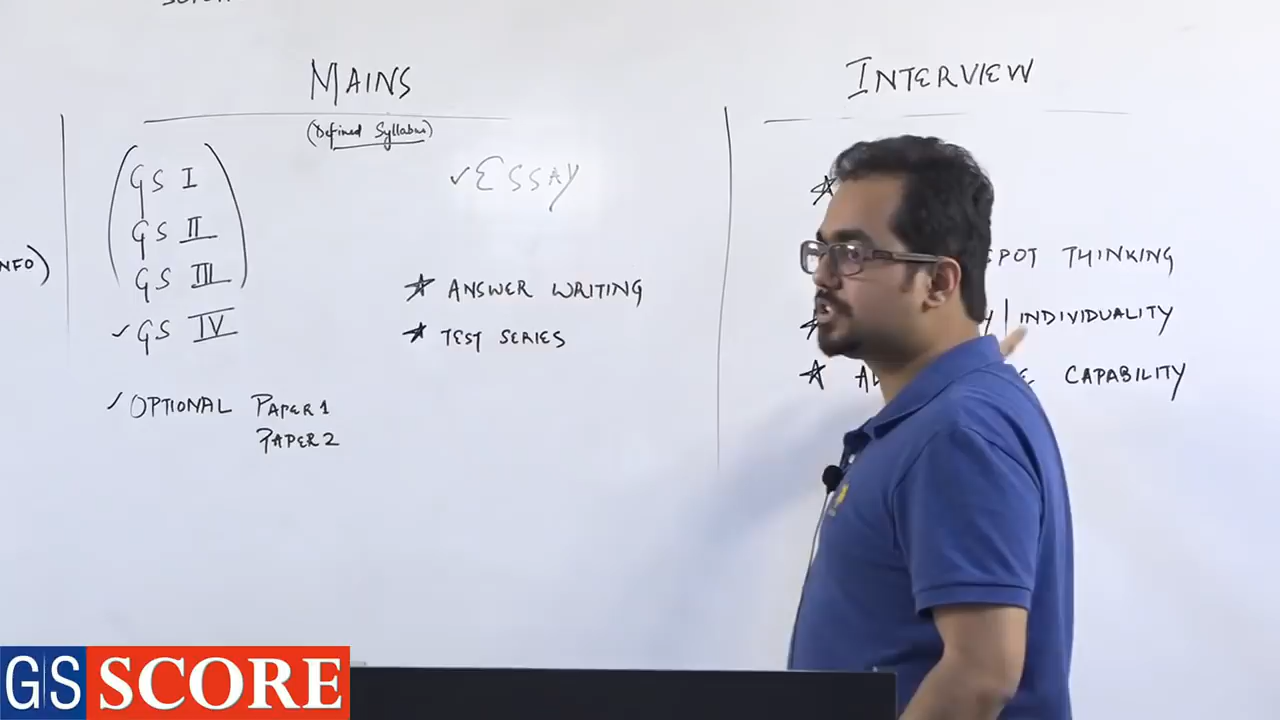 MAINS
(Defined Syllabus)
GS I
GS II
GS III
✓ GS IV
✓ OPTIONAL PAPER 1
PAPER 2
✓ ESSAY
★ ANSWER WRITING
★ TEST SERIES
INTERVIEW
SPOT THINKING
| INDIVIDUALITY
CAPABILITY
GS SCORE